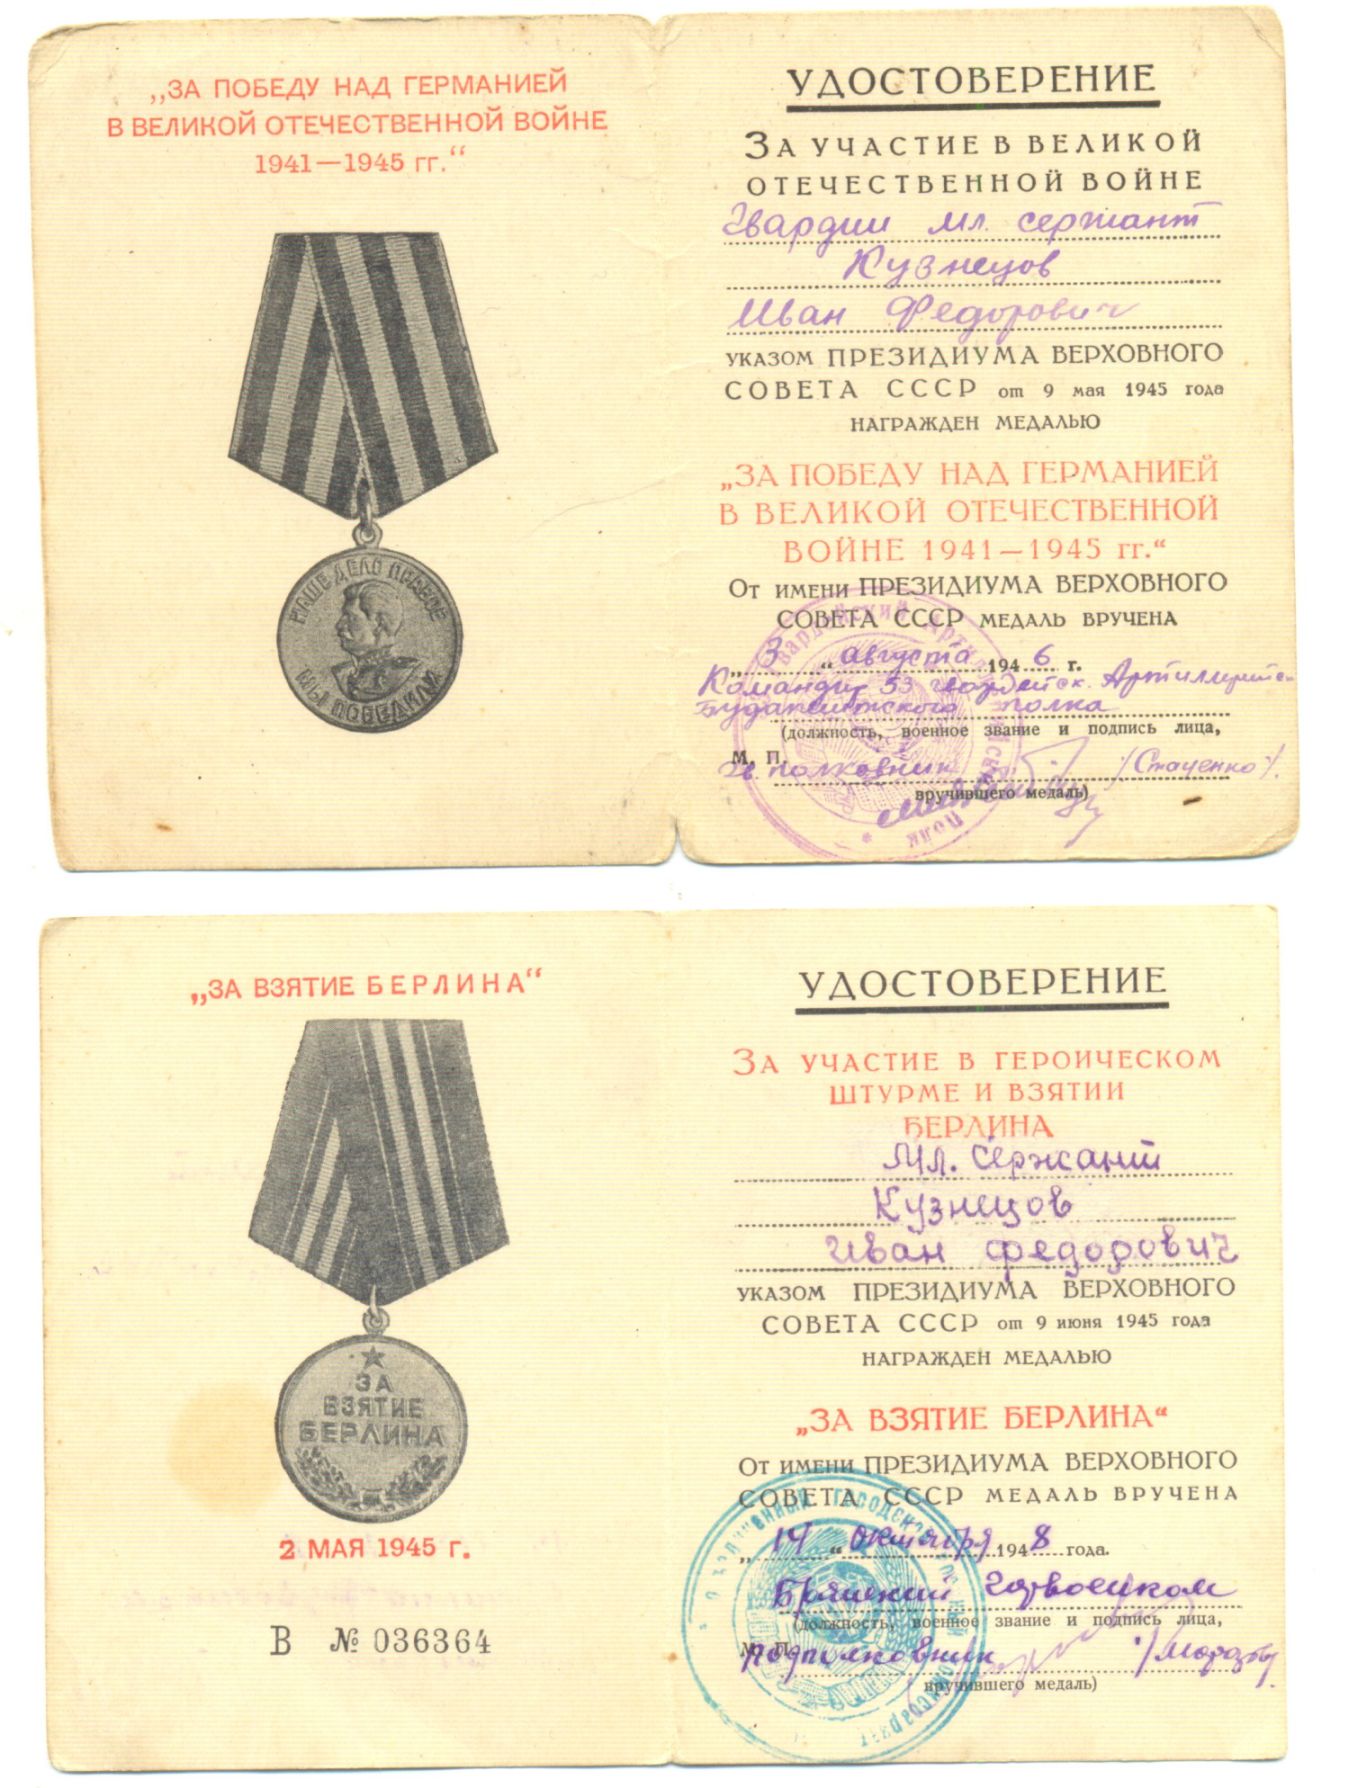 „ЗА ПОБЕДУ НАД ГЕРМАНИЕЙ
В ВЕЛИКОЙ ОТЕЧЕСТВЕННОЙ ВОЙНЕ
1941—1945 гг.“
НАШЕ ДЕЛО ПРАВОЕ
МЫ ПОБЕДИЛИ
УДОСТОВЕРЕНИЕ
ЗА УЧАСТИЕ В ВЕЛИКОЙ
ОТЕЧЕСТВЕННОЙ ВОЙНЕ
Гвардии мл. сержант
Кузнецов
Иван Федорович
УКАЗОМ ПРЕЗИДИУМА ВЕРХОВНОГО
СОВЕТА СССР от 9 мая 1945 года
НАГРАЖДЕН МЕДАЛЬЮ
„ЗА ПОБЕДУ НАД ГЕРМАНИЕЙ
В ВЕЛИКОЙ ОТЕЧЕСТВЕННОЙ
ВОЙНЕ 1941—1945 гг.“
ОТ ИМЕНИ ПРЕЗИДИУМА ВЕРХОВНОГО
СОВЕТА СССР МЕДАЛЬ ВРУЧЕНА
„3“ августа 1946 г.
Командир 53 гвардейск. Артиллерийск
Будапештского полка
(должность, военное звание и подпись лица,
М. П.
гв. полковник /Стаченко/.
вручившего медаль)
„ЗА ВЗЯТИЕ БЕРЛИНА“
ЗА
ВЗЯТИЕ
БЕРЛИНА
2 МАЯ 1945 г.
В № 036364
УДОСТОВЕРЕНИЕ
ЗА УЧАСТИЕ В ГЕРОИЧЕСКОМ
ШТУРМЕ И ВЗЯТИИ
БЕРЛИНА
Мл. Сержант
Кузнецов
Иван Федорович
УКАЗОМ ПРЕЗИДИУМА ВЕРХОВНОГО
СОВЕТА СССР от 9 июня 1945 года
НАГРАЖДЕН МЕДАЛЬЮ
„ЗА ВЗЯТИЕ БЕРЛИНА“
ОТ ИМЕНИ ПРЕЗИДИУМА ВЕРХОВНОГО
СОВЕТА СССР МЕДАЛЬ ВРУЧЕНА
„14“ октября 1948 года.
Брянский горвоенком
(должность, военное звание и подпись лица,
М. П.
подполковник
вручившего медаль)